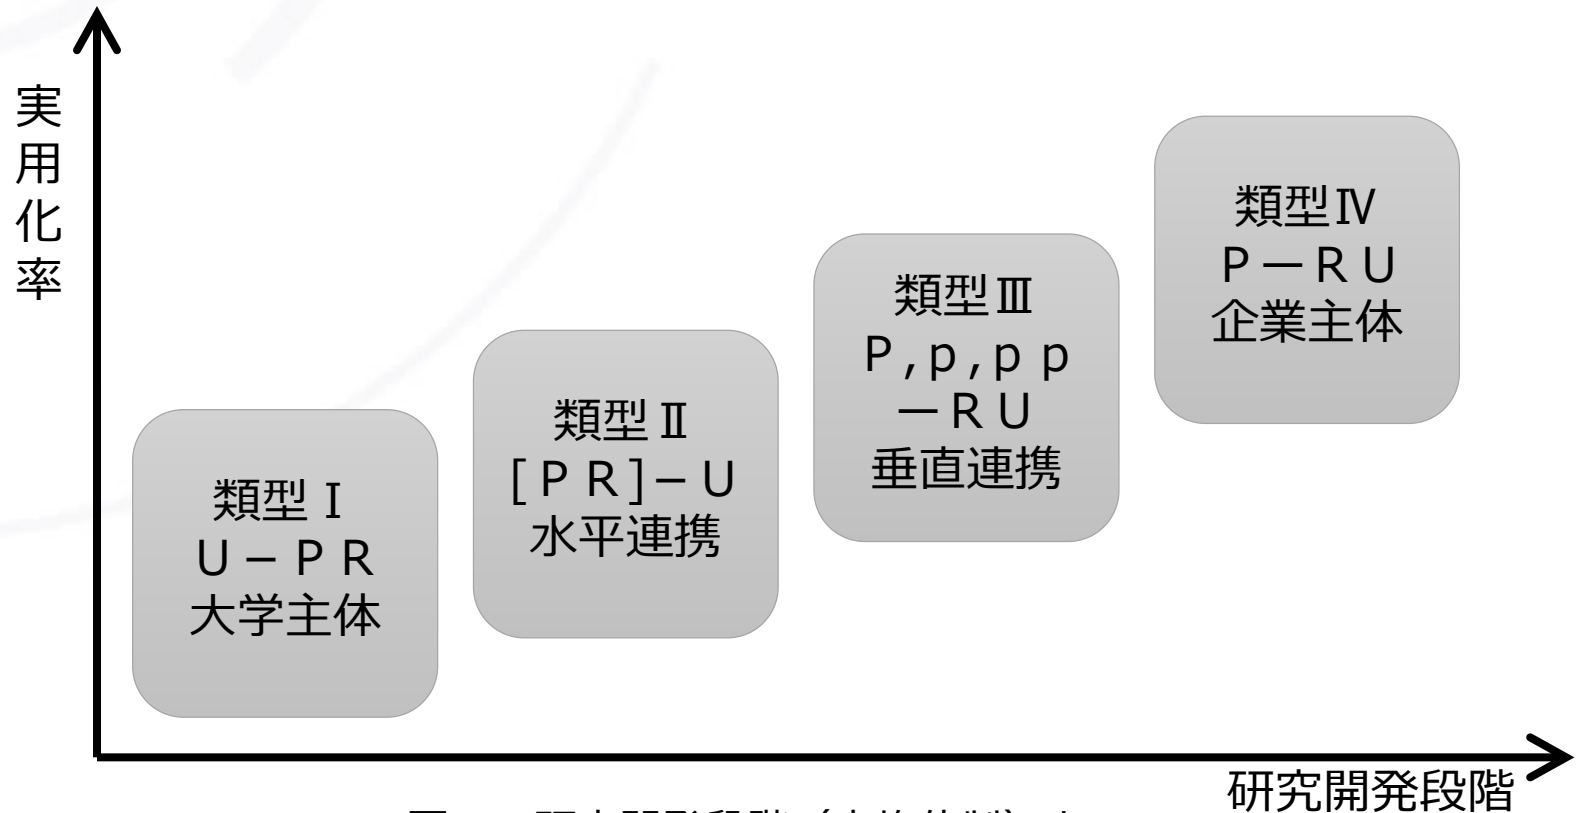 実用化率
類型Ⅳ
Ｐ－ＲＵ
企業主体
類型Ⅲ
Ｐ,ｐ,ｐｐ
－ＲＵ
垂直連携
類型Ⅱ
[ＰＲ]－Ｕ
水平連携
類型Ⅰ
Ｕ－ＰＲ
大学主体
研究開発段階